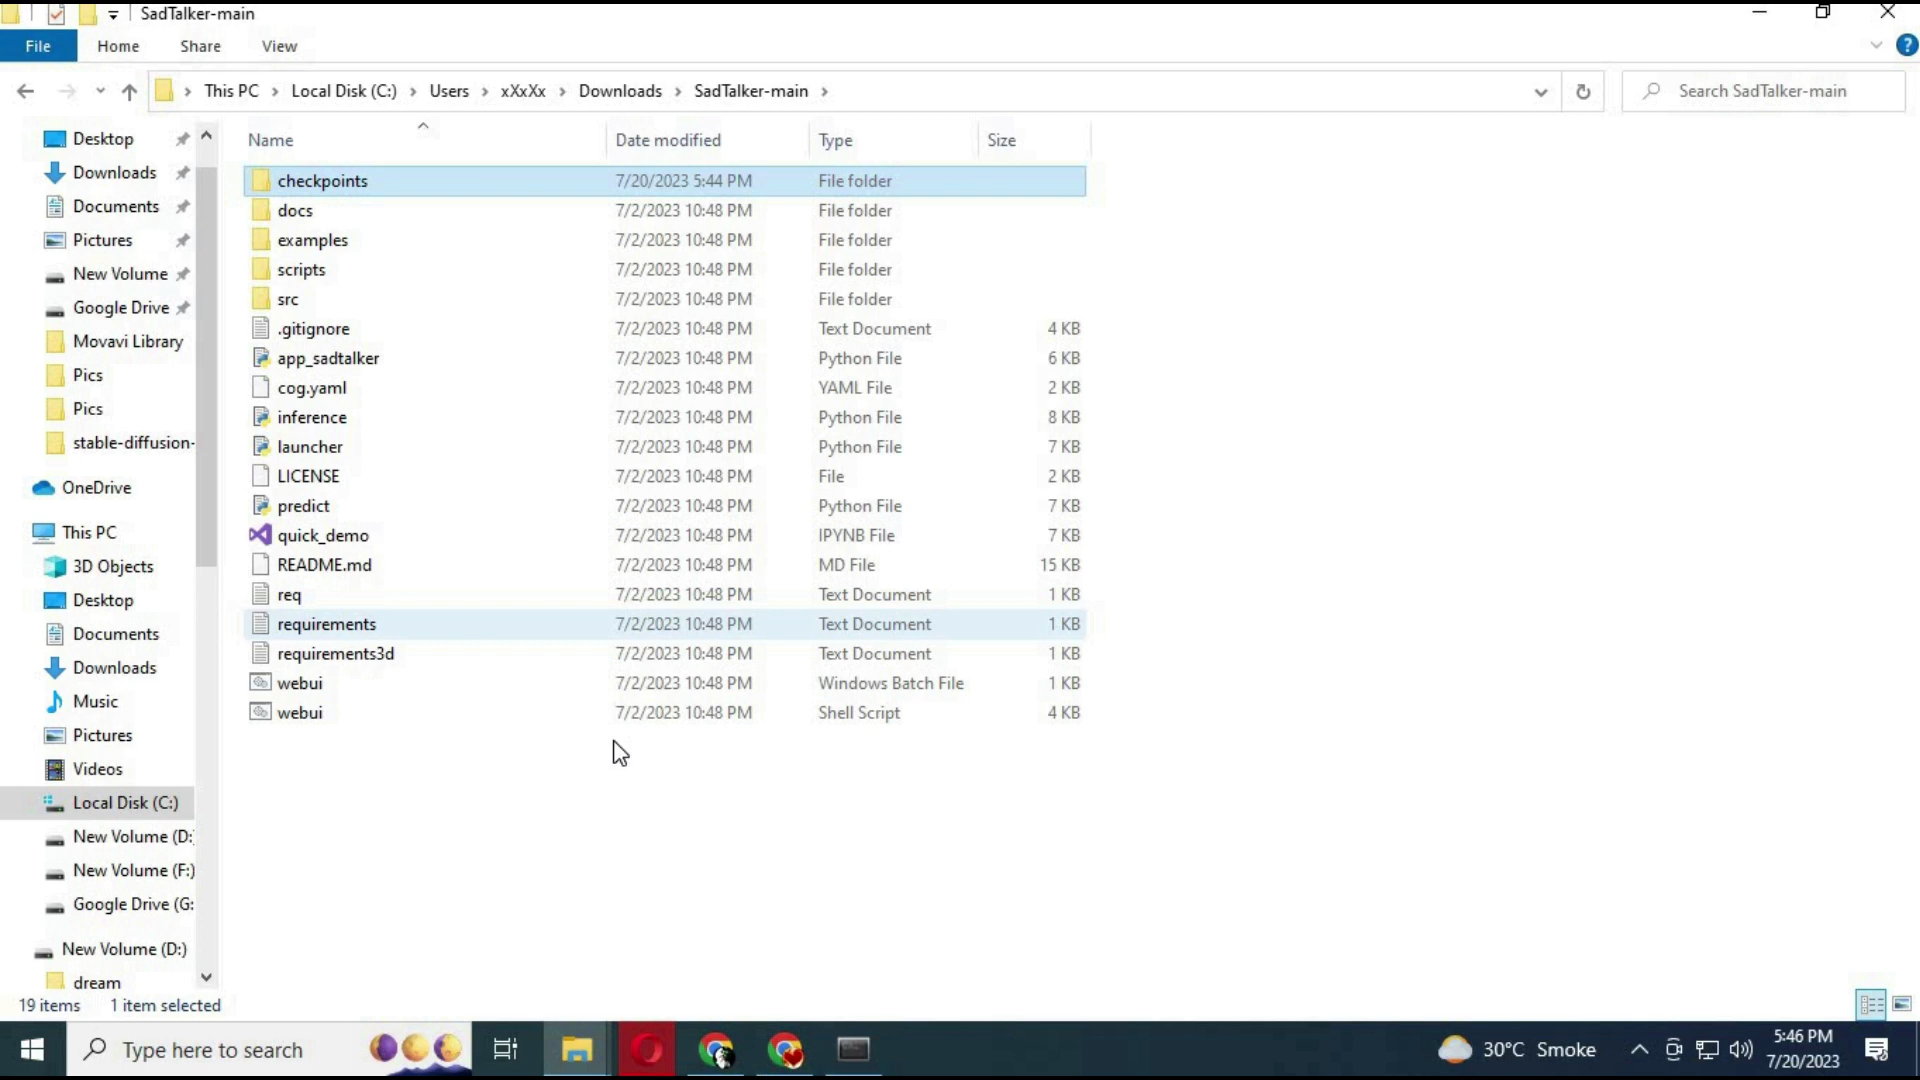 SadTalker-main
File Home Share View
This PC Local Disk (C:) Users xXxXx Downloads SadTalker-main
Search SadTalker-main
Desktop
Downloads
Documents
Pictures
New Volume
Google Drive
Movavi Library
Pics
Pics
stable-diffusion-
OneDrive
This PC
3D Objects
Desktop
Documents
Downloads
Music
Pictures
Videos
Local Disk (C:)
New Volume (D:
New Volume (F:)
Google Drive (G:
New Volume (D:)
dream
Name Date modified Type Size
checkpoints 7/20/2023 5:44 PM File folder
docs 7/2/2023 10:48 PM File folder
examples 7/2/2023 10:48 PM File folder
scripts 7/2/2023 10:48 PM File folder
src 7/2/2023 10:48 PM File folder
.gitignore 7/2/2023 10:48 PM Text Document 4 KB
app_sadtalker 7/2/2023 10:48 PM Python File 6 KB
cog.yaml 7/2/2023 10:48 PM YAML File 2 KB
inference 7/2/2023 10:48 PM Python File 8 KB
launcher 7/2/2023 10:48 PM Python File 7 KB
LICENSE 7/2/2023 10:48 PM File 2 KB
predict 7/2/2023 10:48 PM Python File 7 KB
quick_demo 7/2/2023 10:48 PM IPYNB File 7 KB
README.md 7/2/2023 10:48 PM MD File 15 KB
req 7/2/2023 10:48 PM Text Document 1 KB
requirements 7/2/2023 10:48 PM Text Document 1 KB
requirements3d 7/2/2023 10:48 PM Text Document 1 KB
webui 7/2/2023 10:48 PM Windows Batch File 1 KB
webui 7/2/2023 10:48 PM Shell Script 4 KB
19 items 1 item selected
Type here to search
30°C Smoke
5:46 PM
7/20/2023